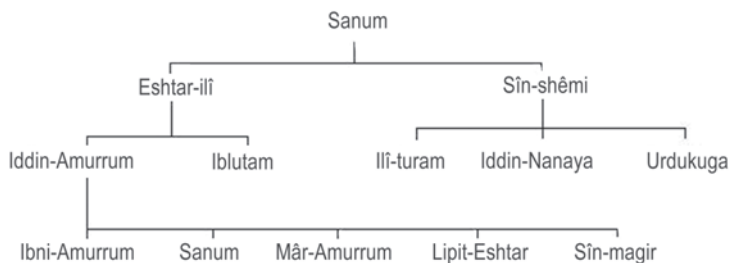 Sanum
Eshtar-ilî Sîn-shêmi
Iddin-Amurrum Iblutam Ilî-turam Iddin-Nanaya Urdukuga
Ibni-Amurrum Sanum Mâr-Amurrum Lipit-Eshtar Sîn-magir